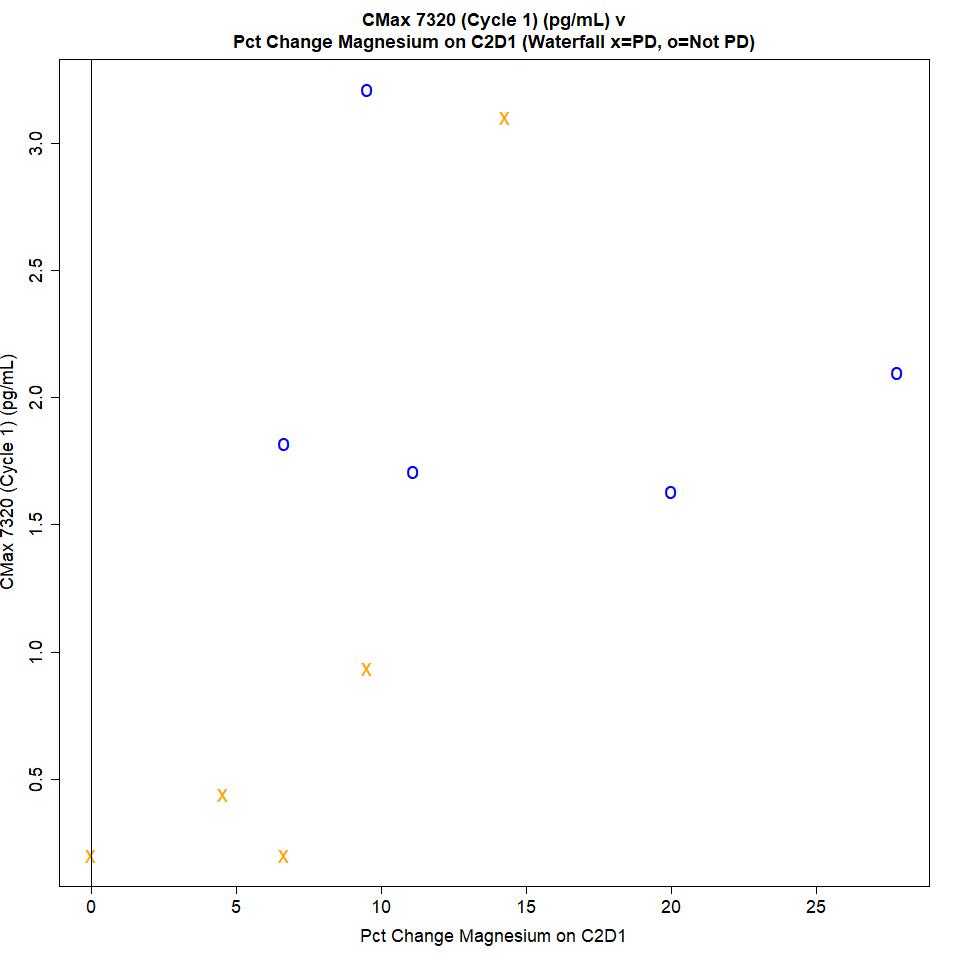 CMax 7320 (Cycle 1) (pg/mL) v
Pct Change Magnesium on C2D1 (Waterfall x=PD, o=Not PD)
CMax 7320 (Cycle 1) (pg/mL)
3.0
2.5
2.0
1.5
1.0
0.5
O
X
O
O
O
O
X
X
X
X
0 5 10 15 20 25
Pct Change Magnesium on C2D1